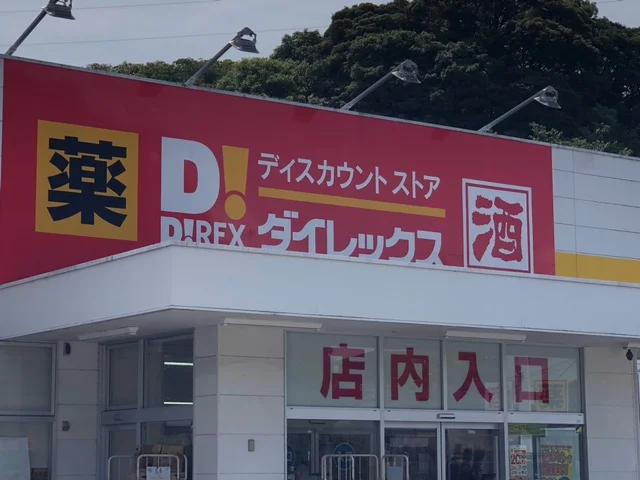 薬
D!
D!REX
ディスカウント ストア
ダイレックス
酒
店内入口